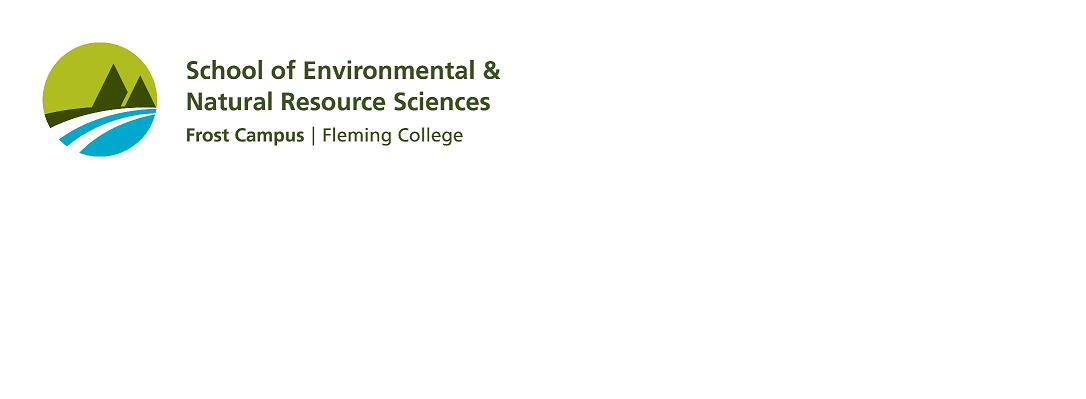 School of Environmental &
Natural Resource Sciences
Frost Campus | Fleming College